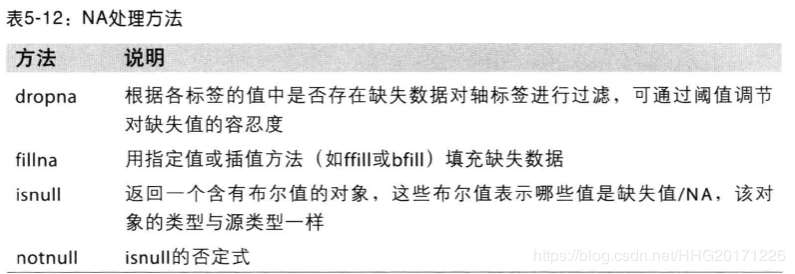 表5-12：NA处理方法
方法 说明
dropna 根据各标签的值中是否存在缺失数据对轴标签进行过滤，可通过阈值调节
对缺失值的容忍度
fillna 用指定值或插值方法（如ffill或bfill）填充缺失数据
isnull 返回一个含有布尔值的对象，这些布尔值表示哪些值是缺失值/NA，该对
象的类型与源类型一样
notnull isnull的否定式
https://blog.csdn.net/HHG20171226